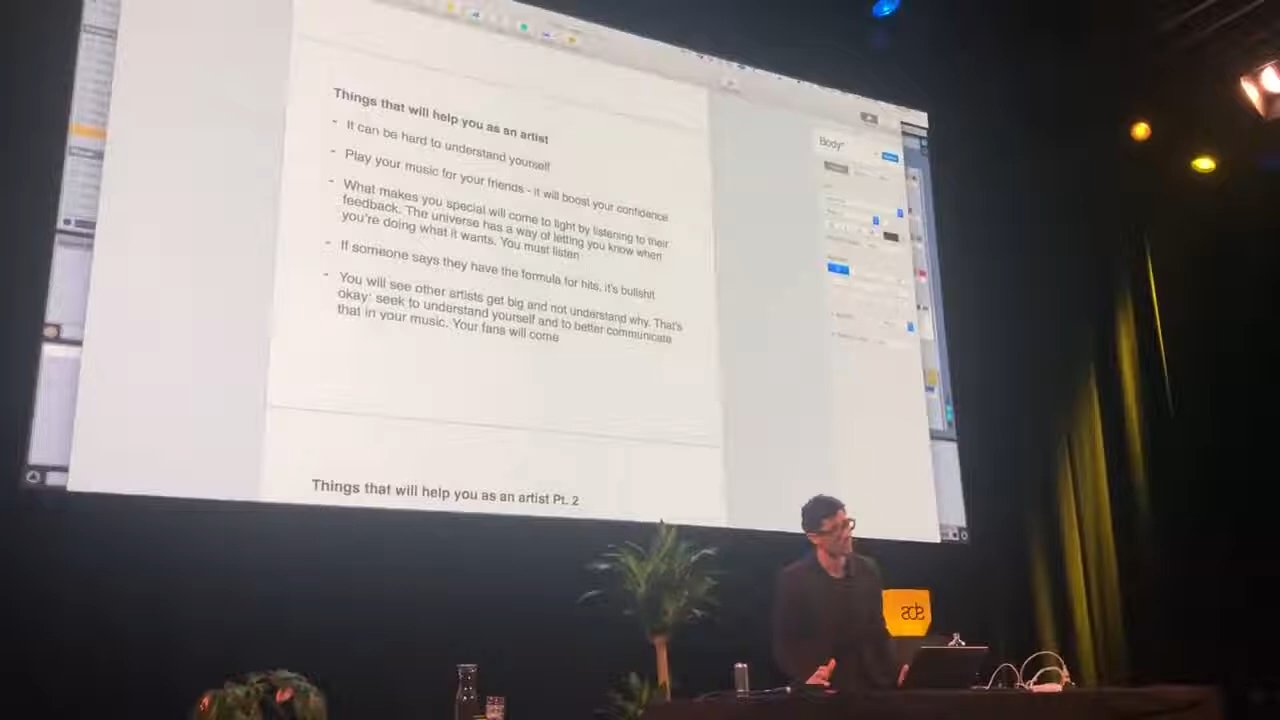 Things that will help you as an artist
- It can be hard to understand yourself
- Play your music for your friends - it will boost your confidence
- What makes you special will come to light by listening to their
feedback. The universe has a way of letting you know when
you're doing what it wants. You must listen
- If someone says they have the formula for hits, it's bullshit
- You will see other artists get big and not understand why. That's
okay: seek to understand yourself and to better communicate
that in your music. Your fans will come
Things that will help you as an artist Pt. 2
Body*
ade